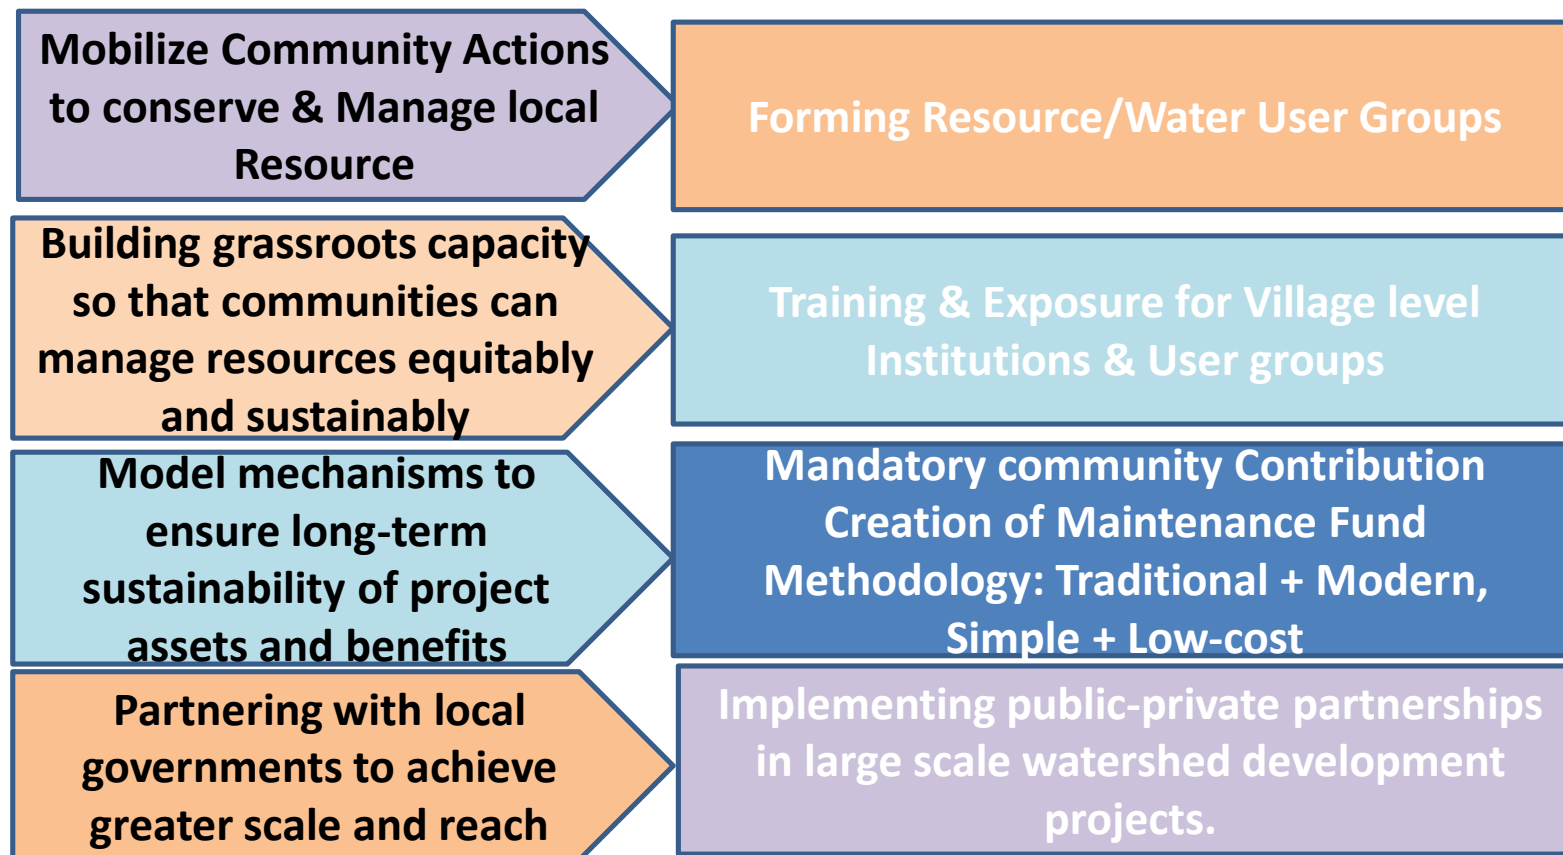 Mobilize Community Actions
to conserve & Manage local
Resource
Forming Resource/Water User Groups
Building grassroots capacity
so that communities can
manage resources equitably
and sustainably
Training & Exposure for Village level
Institutions & User groups
Model mechanisms to
ensure long-term
sustainability of project
assets and benefits
Mandatory community Contribution
Creation of Maintenance Fund
Methodology: Traditional + Modern,
Simple + Low-cost
Partnering with local
governments to achieve
greater scale and reach
Implementing public-private partnerships
in large scale watershed development
projects.